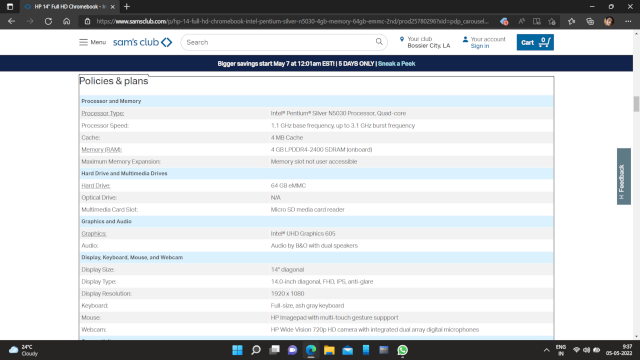 HP 14" Full HD Chromebook - Int
https://www.samsclub.com/p/hp-14-full-hd-chromebook-intel-pentium-silver-n5030-4gb-memory-64gb-emmc-2nd/prod25780296?xid=pdp_carousel...
Menu
sam's club
Search
Your club
Bossier City, LA
Your account
Sign in
Cart 0
Bigger savings start May 7 at 12:01am EST! | 5 DAYS ONLY | Sneak a Peek
Policies & plans
Processor and Memory
Processor Type: Intel® Pentium® Silver N5030 Processor, Quad-core
Processor Speed: 1.1 GHz base frequency, up to 3.1 GHz burst frequency
Cache: 4 MB Cache
Memory (RAM): 4 GB LPDDR4-2400 SDRAM (onboard)
Maximum Memory Expansion: Memory slot not user accessible
Hard Drive and Multimedia Drives
Hard Drive: 64 GB eMMC
Optical Drive: N/A
Multimedia Card Slot: Micro SD media card reader
Graphics and Audio
Graphics: Intel® UHD Graphics 605
Audio: Audio by B&O with dual speakers
Display, Keyboard, Mouse, and Webcam
Display Size: 14" diagonal
Display Type: 14.0-inch diagonal, FHD, IPS, anti-glare
Display Resolution: 1920 x 1080
Keyboard: Full-size, ash gray keyboard
Mouse: HP Imagepad with multi-touch gesture suppport
Webcam: HP Wide Vision 720p HD camera with integrated dual array digital microphones
Feedback
24°C
Cloudy
ENG
IN
9:37
05-05-2022